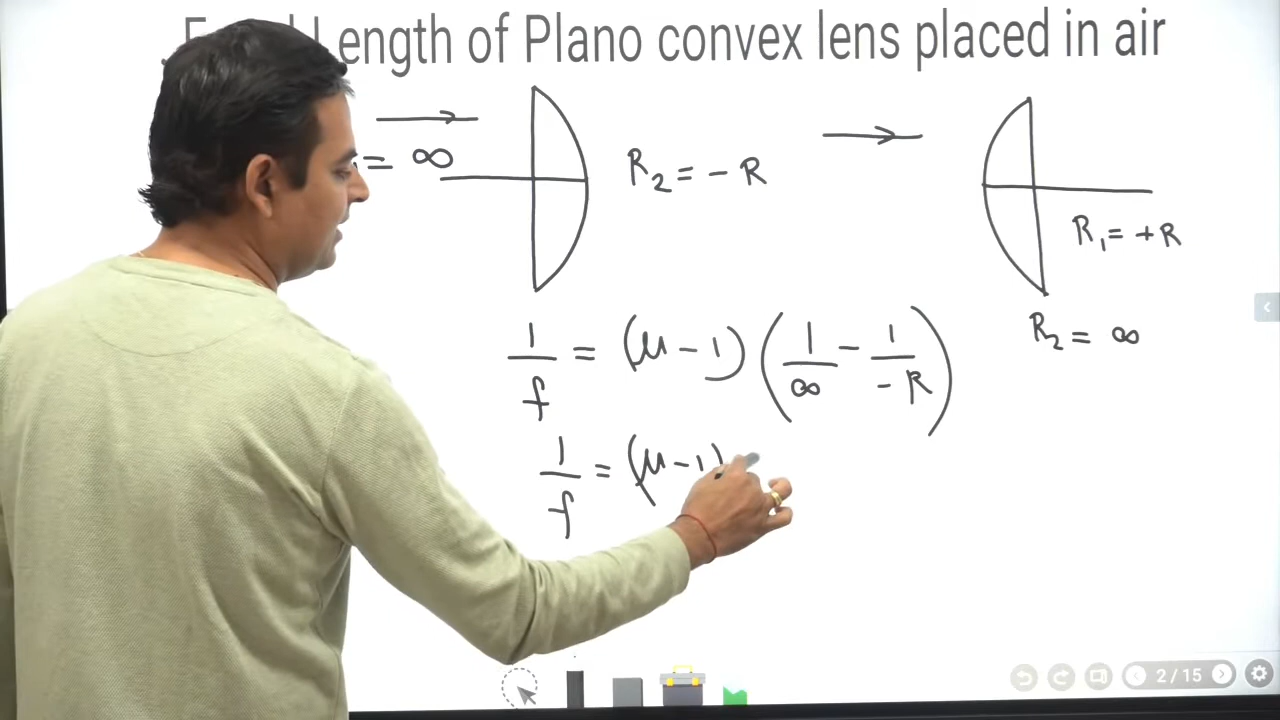 Length of Plano convex lens placed in air
= ∞
R₂ = - R
R₁ = + R
R₂ = ∞
1/f = (μ - 1) (1/∞ - 1/-R)
1/f = (μ - 1)
2 / 15